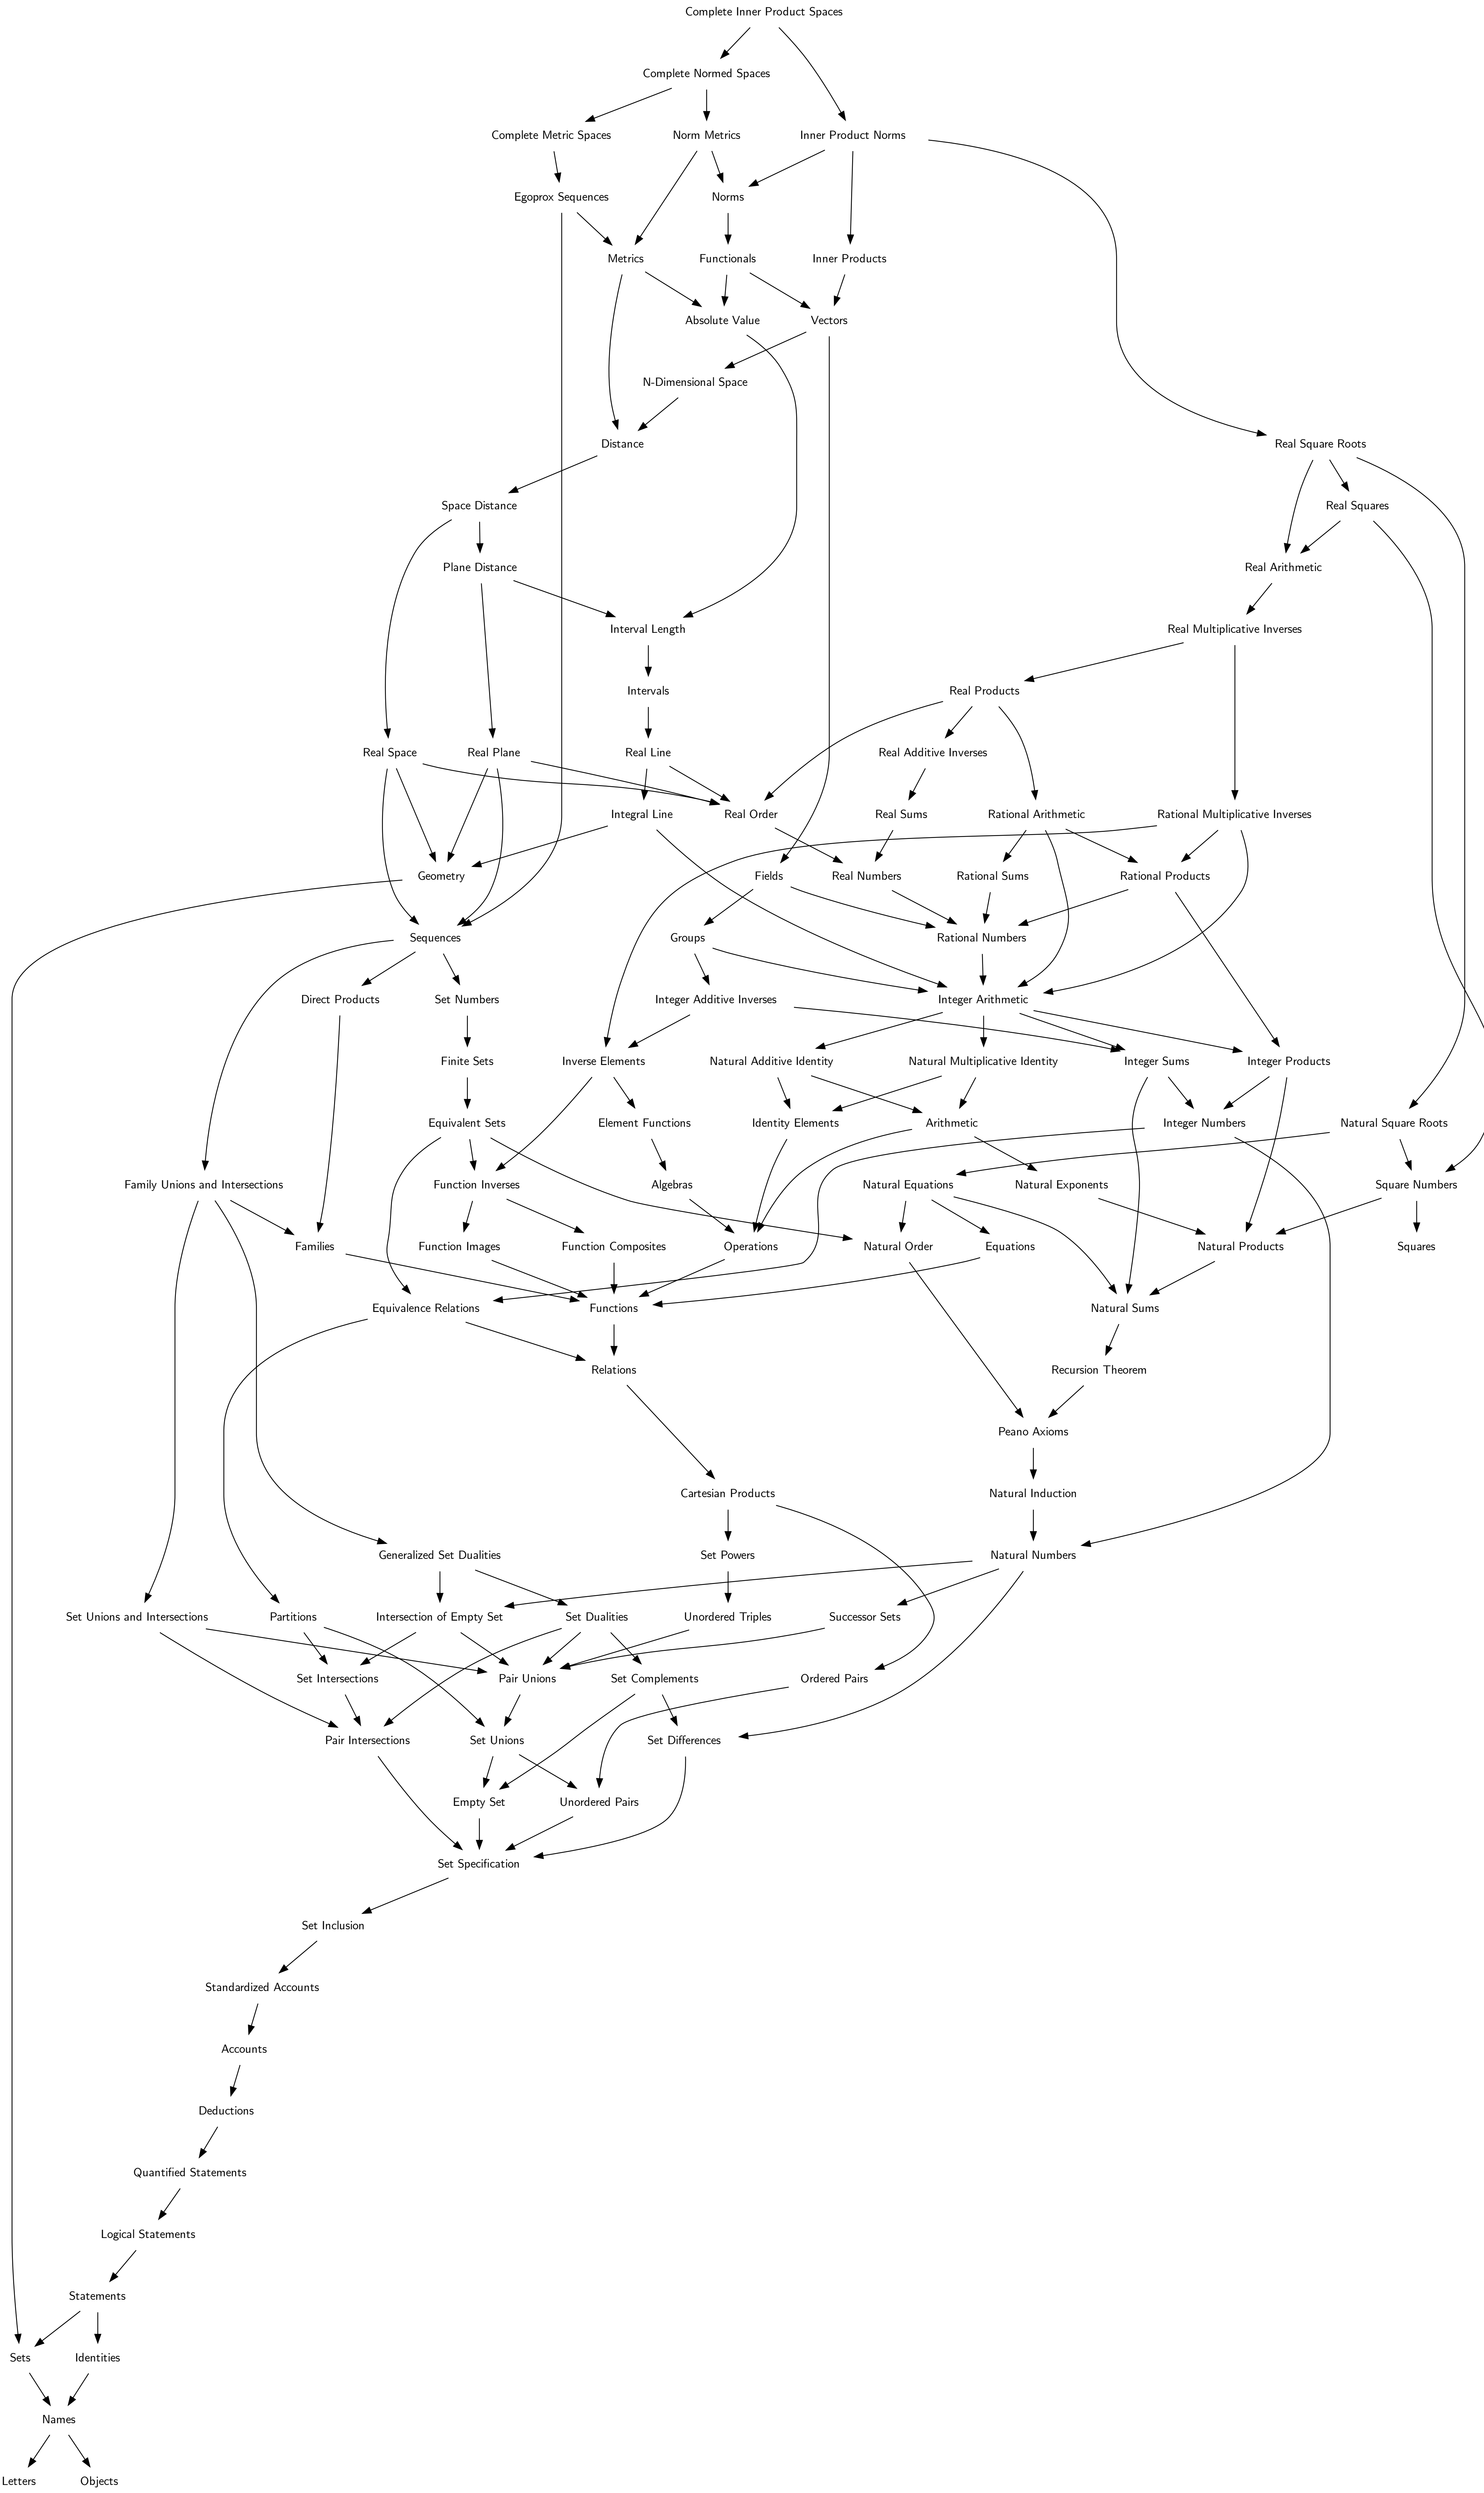 Complete Inner Product Spaces
Complete Normed Spaces
Complete Metric Spaces
Norm Metrics
Inner Product Norms
Egoprox Sequences
Norms
Metrics
Functionals
Inner Products
Absolute Value
Vectors
N-Dimensional Space
Distance
Real Square Roots
Space Distance
Real Squares
Plane Distance
Real Arithmetic
Interval Length
Real Multiplicative Inverses
Intervals
Real Products
Real Space
Real Plane
Real Line
Real Additive Inverses
Integral Line
Real Order
Real Sums
Rational Arithmetic
Rational Multiplicative Inverses
Geometry
Fields
Real Numbers
Rational Sums
Rational Products
Sequences
Groups
Rational Numbers
Direct Products
Set Numbers
Integer Additive Inverses
Integer Arithmetic
Finite Sets
Inverse Elements
Natural Additive Identity
Natural Multiplicative Identity
Integer Sums
Integer Products
Equivalent Sets
Element Functions
Identity Elements
Arithmetic
Integer Numbers
Natural Square Roots
Family Unions and Intersections
Function Inverses
Algebras
Natural Equations
Natural Exponents
Square Numbers
Families
Function Images
Function Composites
Operations
Natural Order
Equations
Natural Products
Squares
Equivalence Relations
Functions
Natural Sums
Relations
Recursion Theorem
Peano Axioms
Cartesian Products
Natural Induction
Generalized Set Dualities
Set Powers
Natural Numbers
Set Unions and Intersections
Partitions
Intersection of Empty Set
Set Dualities
Unordered Triples
Successor Sets
Set Intersections
Pair Unions
Set Complements
Ordered Pairs
Pair Intersections
Set Unions
Set Differences
Empty Set
Unordered Pairs
Set Specification
Set Inclusion
Standardized Accounts
Accounts
Deductions
Quantified Statements
Logical Statements
Statements
Sets
Identities
Names
Letters
Objects